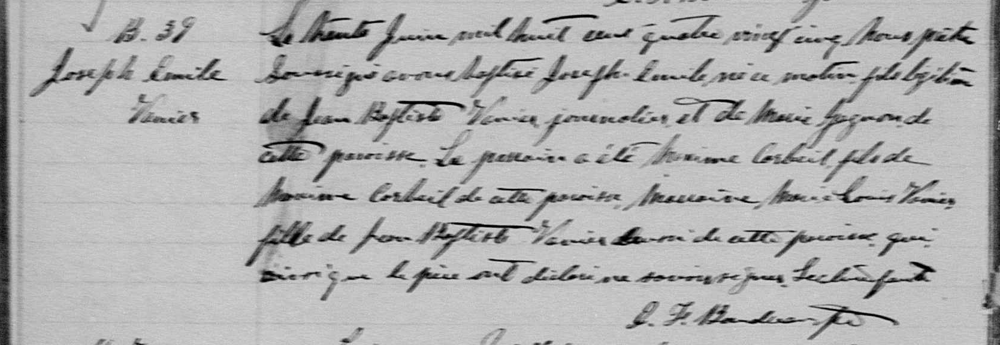 B. 39
Joseph Emile
Vanier
Le trente Juin mil huit cent quatre vingt cinq Nous prêtre
soussigné avons baptisé Joseph Emile, né ce matin fils légitime
de Jean Baptiste Vanier journalier, et de Marie Gagnon, de
cette paroisse. Le parrain a été Maxime Corbeil, fils de
Maxime Corbeil de cette paroisse, Marraine, Marie Louise Vanier,
fille de Jean Baptiste Vanier de cette paroisse, qui
ainsi que le père ont déclaré ne savoir signer. Lecture faite
F. ptre